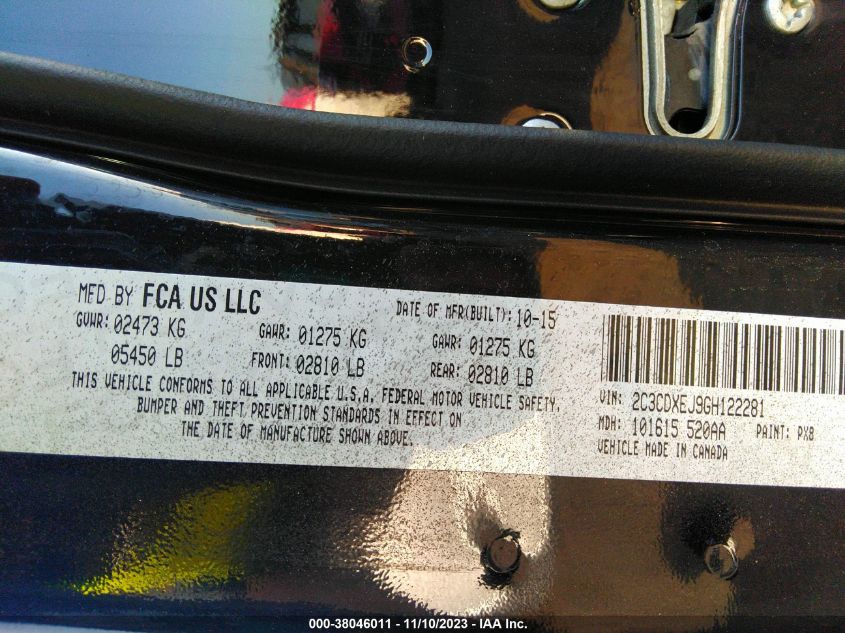 MFD BY FCA US LLC
DATE OF MFR(BUILT): 10-15
GVWR: 02473 KG
GAWR: 01275 KG
GAWR: 01275 KG
05450 LB
FRONT: 02810 LB
REAR: 02810 LB
THIS VEHICLE CONFORMS TO ALL APPLICABLE U.S.A. FEDERAL MOTOR VEHICLE SAFETY,
BUMPER AND THEFT PREVENTION STANDARDS IN EFFECT ON
THE DATE OF MANUFACTURE SHOWN ABOVE.
VIN: 2C3CDXEJ9GH122281
MDH: 101615 520AA PAINT: PX8
VEHICLE MADE IN CANADA
000-38046011 - 11/10/2023 - IAA Inc.